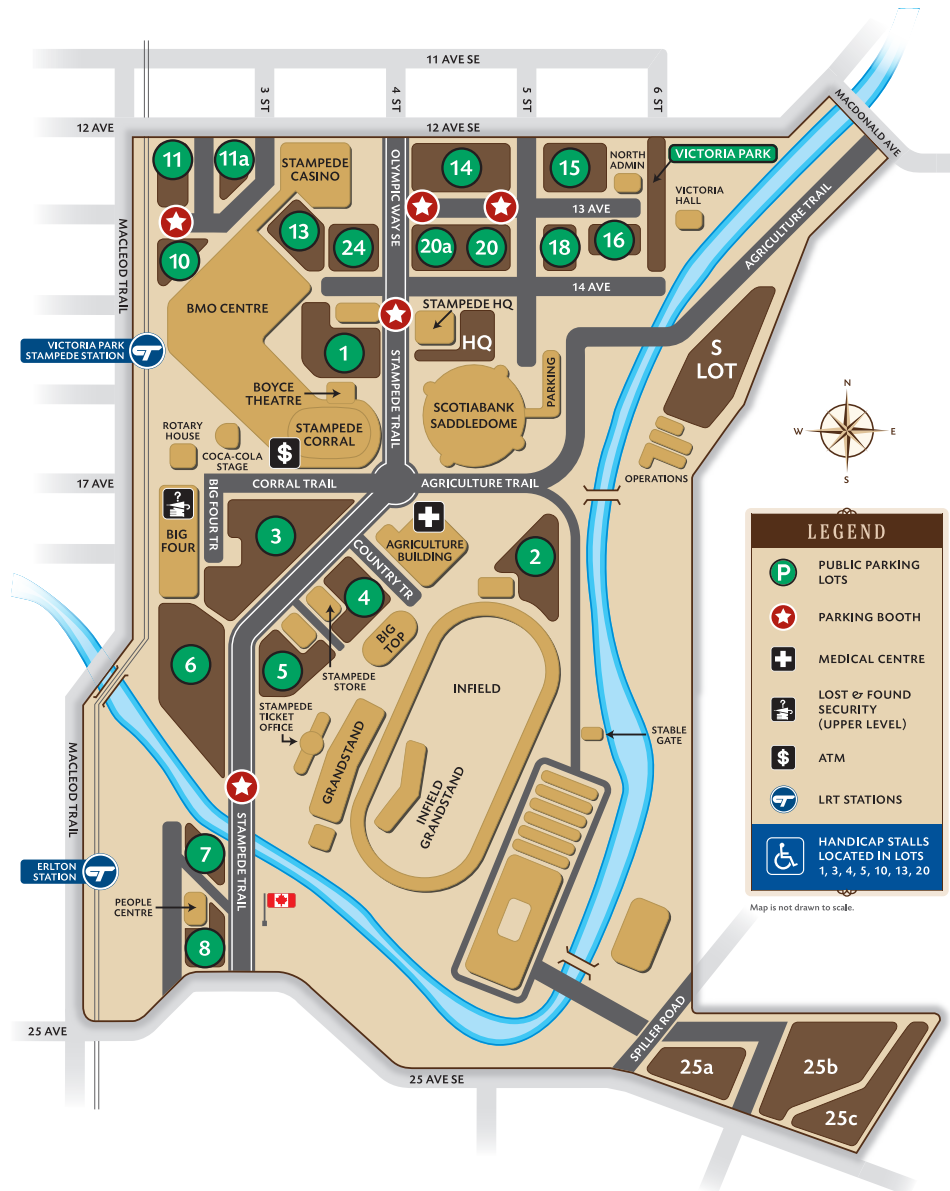 11 AVE SE
3 ST
4 ST
5 ST
6 ST
12 AVE
12 AVE SE
MACDONALD AVE
11
11a
STAMPEDE
CASINO
OLYMPIC WAY SE
14
15
NORTH
ADMIN
VICTORIA PARK
VICTORIA
HALL
13 AVE
AGRICULTURE TRAIL
MACLEOD TRAIL
10
13
24
20a
20
18
16
14 AVE
BMO CENTRE
STAMPEDE HQ
HQ
1
S
LOT
VICTORIA PARK
STAMPEDE STATION
STAMPEDE TRAIL
PARKING
BOYCE
THEATRE
SCOTIABANK
SADDLEDOME
STAMPEDE
CORRAL
ROTARY
HOUSE
COCA-COLA
STAGE
$
OPERATIONS
N
W
E
S
17 AVE
BIG FOUR TR
CORRAL TRAIL
AGRICULTURE TRAIL
?
BIG
FOUR
3
COUNTRY TR
AGRICULTURE
BUILDING
2
4
BIG
TOP
6
5
STAMPEDE
STORE
INFIELD
STAMPEDE
TICKET
OFFICE
STABLE
GATE
GRANDSTAND
INFIELD
GRANDSTAND
MACLEOD TRAIL
STAMPEDE TRAIL
7
ERLTON
STATION
PEOPLE
CENTRE
8
25 AVE
25 AVE SE
SPILLER ROAD
25a
25b
25c
LEGEND
P
PUBLIC PARKING
LOTS
PARKING BOOTH
MEDICAL CENTRE
?
LOST & FOUND
SECURITY
(UPPER LEVEL)
$
ATM
LRT STATIONS
HANDICAP STALLS
LOCATED IN LOTS
1, 3, 4, 5, 10, 13, 20
Map is not drawn to scale.